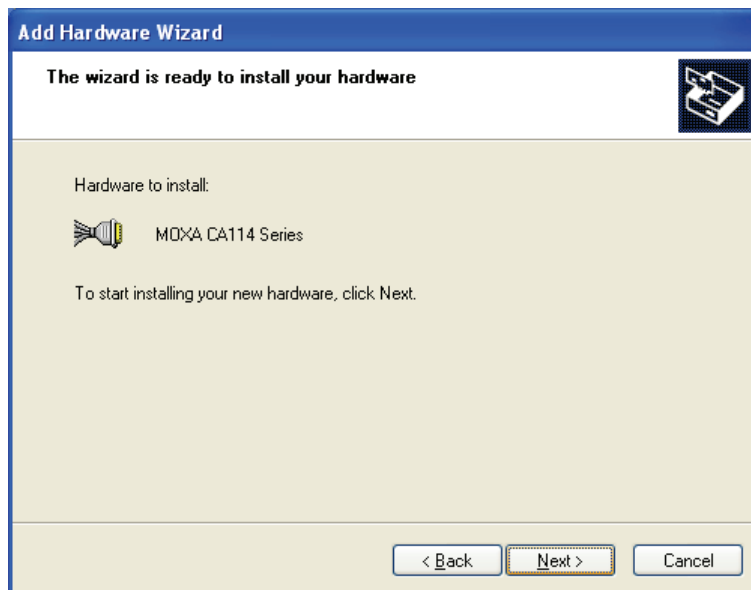 Add Hardware Wizard
The wizard is ready to install your hardware
Hardware to install:
MOXA CA114 Series
To start installing your new hardware, click Next.
< Back Next > Cancel